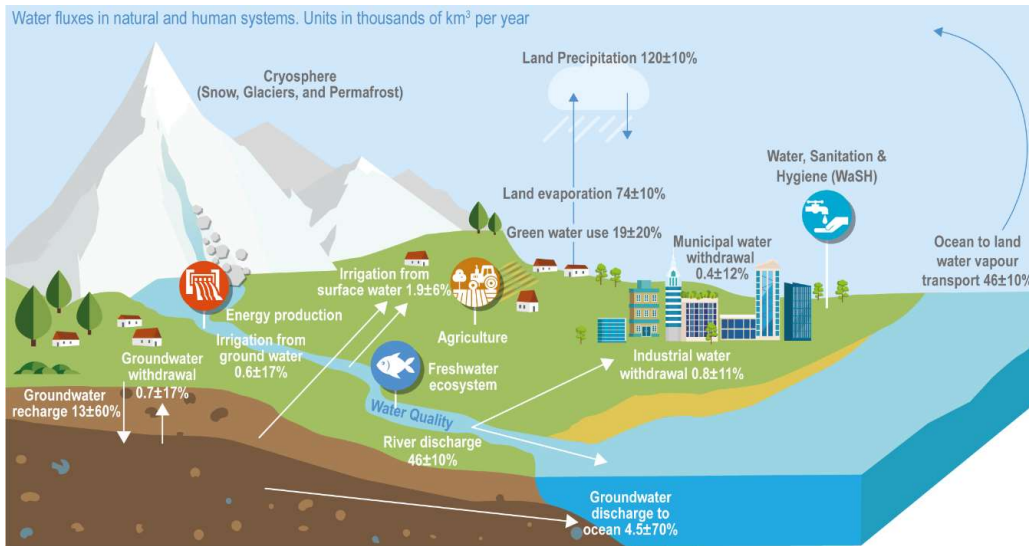 Water fluxes in natural and human systems. Units in thousands of km³ per year
Cryosphere
(Snow, Glaciers, and Permafrost)
Land Precipitation 120±10%
Water, Sanitation &
Hygiene (WaSH)
Land evaporation 74±10%
Green water use 19±20%
Municipal water
withdrawal
0.4±12%
Ocean to land
water vapour
transport 46±10%
Irrigation from
surface water 1.9±6%
Energy production
Agriculture
Irrigation from
ground water
0.6±17%
Groundwater
withdrawal
0.7±17%
Groundwater
recharge 13±60%
Freshwater
ecosystem
Industrial water
withdrawal 0.8±11%
Water Quality
River discharge
46±10%
Groundwater
discharge to
ocean 4.5±70%